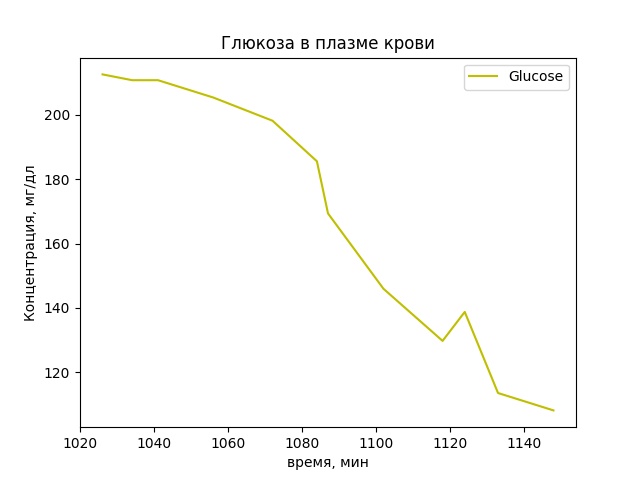 Глюкоза в плазме крови
Glucose
Концентрация, мг/дл
200
180
160
140
120
1020 1040 1060 1080 1100 1120 1140
время, мин